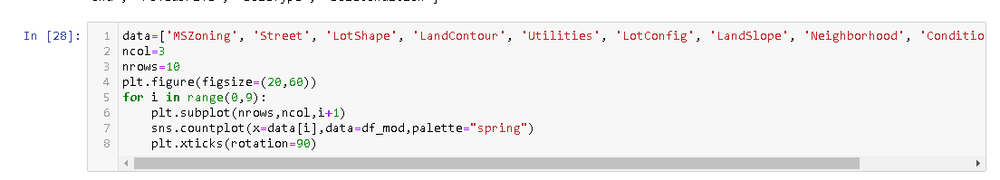 In [28]:
1 data=['MSZoning', 'Street', 'LotShape', 'LandContour', 'Utilities', 'LotConfig', 'LandSlope', 'Neighborhood', 'Conditio
2 ncol=3
3 nrows=10
4 plt.figure(figsize=(20,60))
5 for i in range(0,9):
6     plt.subplot(nrows,ncol,i+1)
7     sns.countplot(x=data[i],data=df_mod,palette="spring")
8     plt.xticks(rotation=90)